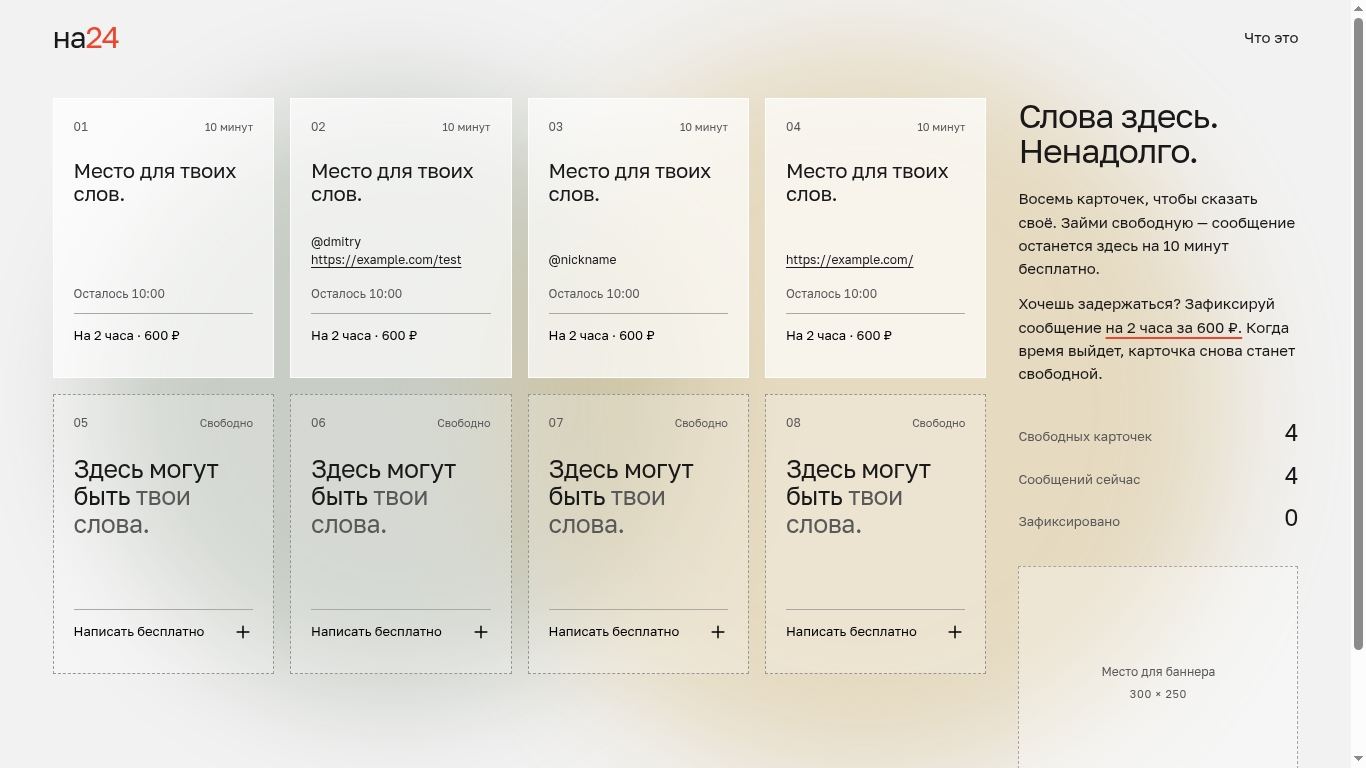 на24
Что это
01
10 минут
Место для твоих
слов.
Осталось 10:00
На 2 часа · 600 ₽
02
10 минут
Место для твоих
слов.
@dmitry
https://example.com/test
Осталось 10:00
На 2 часа · 600 ₽
03
10 минут
Место для твоих
слов.
@nickname
Осталось 10:00
На 2 часа · 600 ₽
04
10 минут
Место для твоих
слов.
https://example.com/
Осталось 10:00
На 2 часа · 600 ₽
05
Свободно
Здесь могут
быть твои
слова.
Написать бесплатно
06
Свободно
Здесь могут
быть твои
слова.
Написать бесплатно
07
Свободно
Здесь могут
быть твои
слова.
Написать бесплатно
08
Свободно
Здесь могут
быть твои
слова.
Написать бесплатно
Слова здесь.
Ненадолго.
Восемь карточек, чтобы сказать
своё. Займи свободную — сообщение
останется здесь на 10 минут
бесплатно.
Хочешь задержаться? Зафиксируй
сообщение на 2 часа за 600 ₽. Когда
время выйдет, карточка снова станет
свободной.
Свободных карточек 4
Сообщений сейчас 4
Зафиксировано 0
Место для баннера
300 × 250